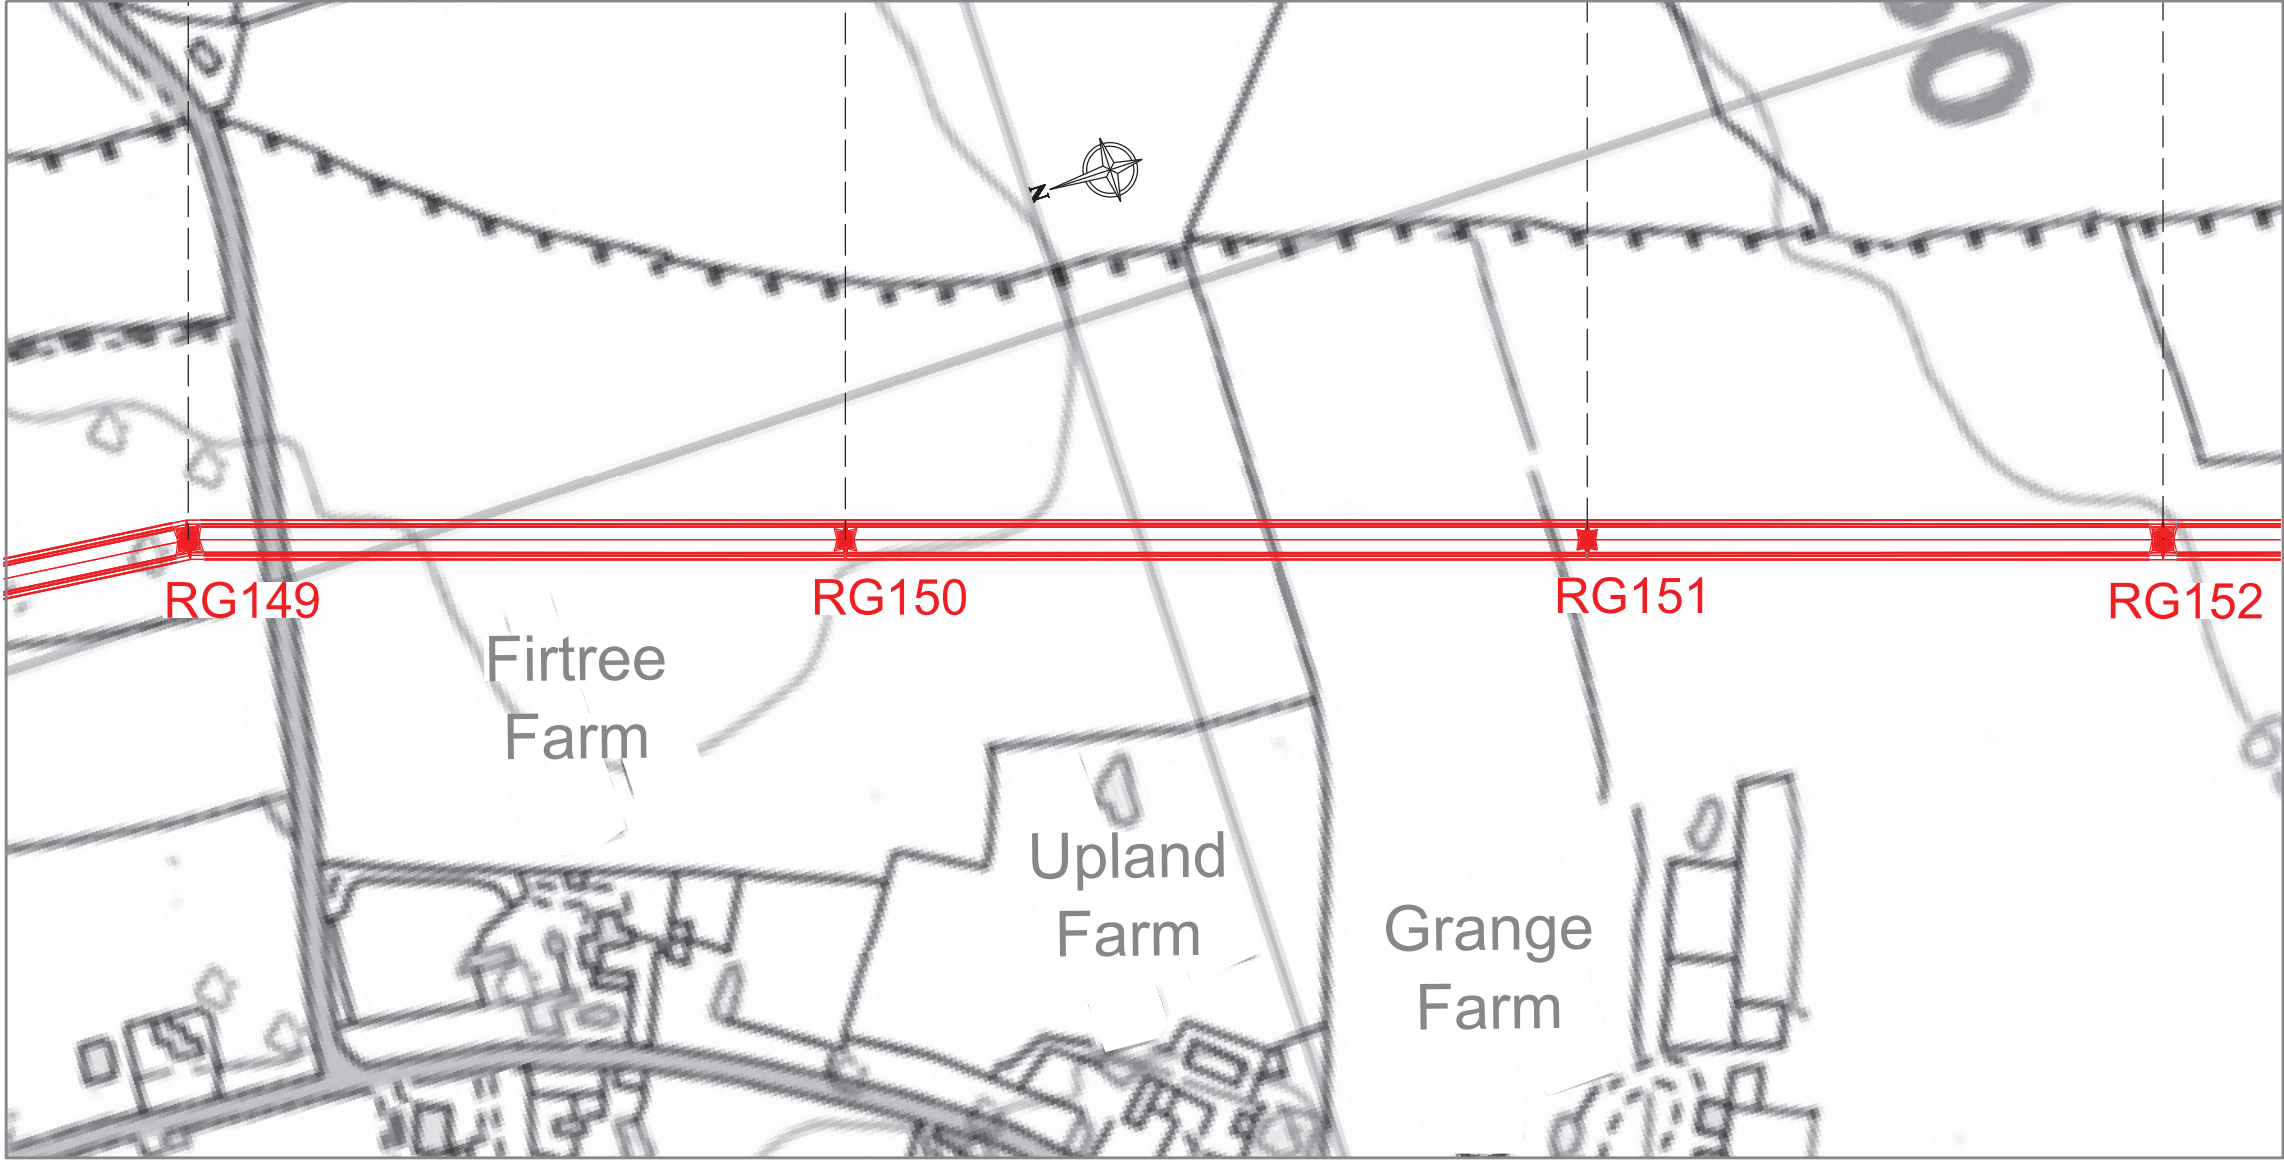 N
RG149
RG150
RG151
RG152
Firtree
Farm
Upland
Farm
Grange
Farm